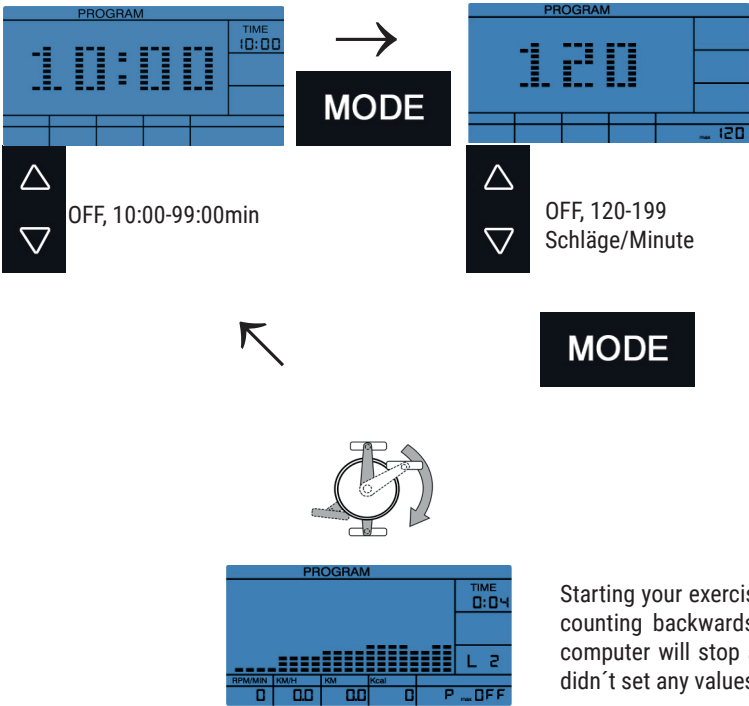 PROGRAM
TIME
10:00
10:00
MODE
PROGRAM
120
max 120
OFF, 10:00-99:00min
OFF, 120-199
Schläge/Minute
MODE
PROGRAM
TIME
0:04
L 2
RPM/MIN KM/H KM Kcal
0 0.0 0.0 0 P max OFF
Starting your exercis
counting backwards
computer will stop
didn´t set any values